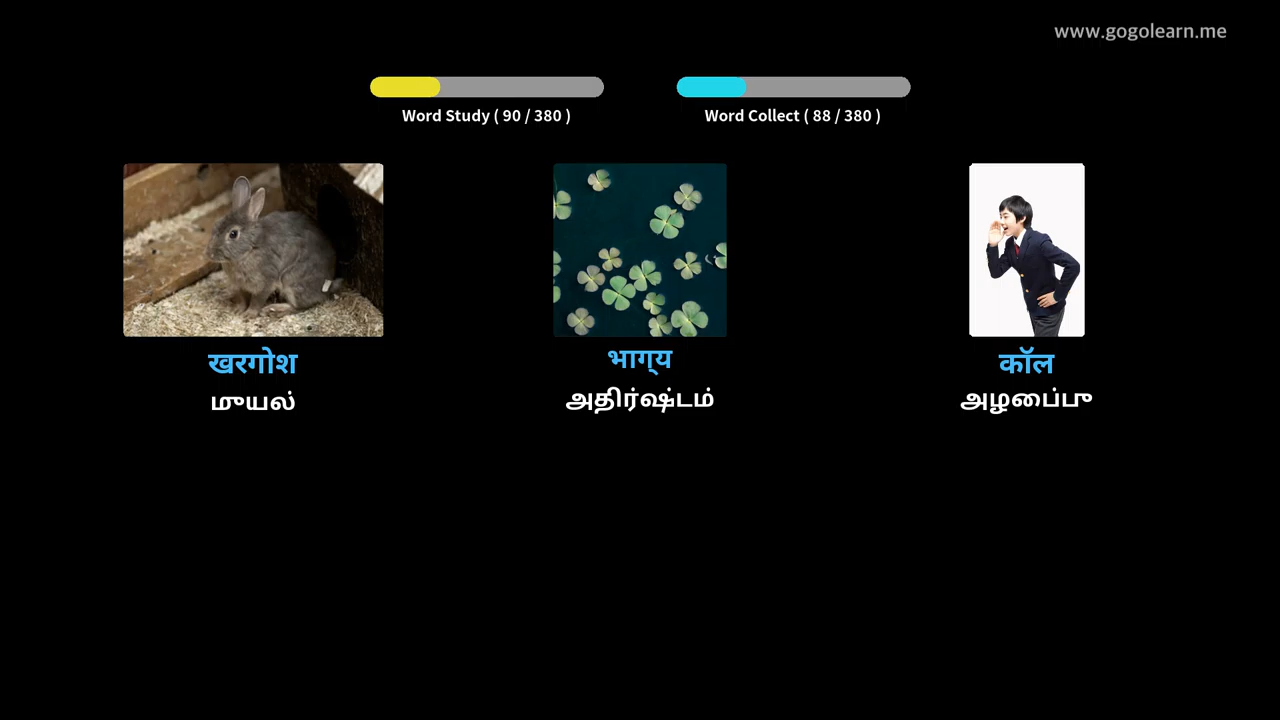 www.gogolearn.me
Word Study ( 90 / 380 )
Word Collect ( 88 / 380 )
खरगोश
भाग्य
कॉल
முயல்
அதிர்ஷ்டம்
அழைப்பு